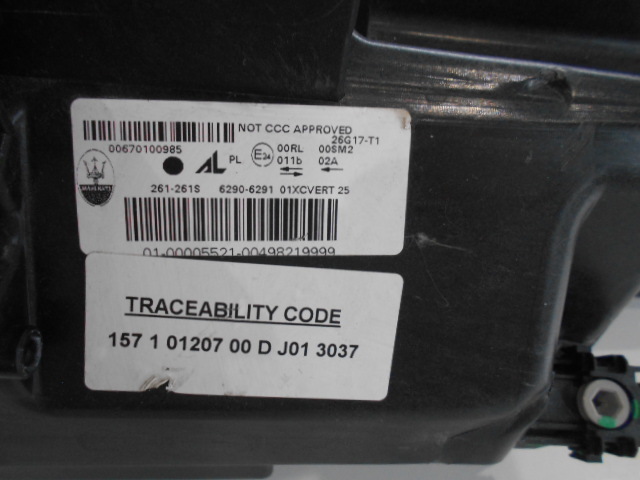 NOT CCC APPROVED
00670100985
26G17-T1
AL PL E24 00RL 00SM2
011b 02A
MASERATI
261-261S 6290-6291 01XCVERT 25
01-00005521-00498219999
TRACEABILITY CODE
157 1 01207 00 D J01 3037